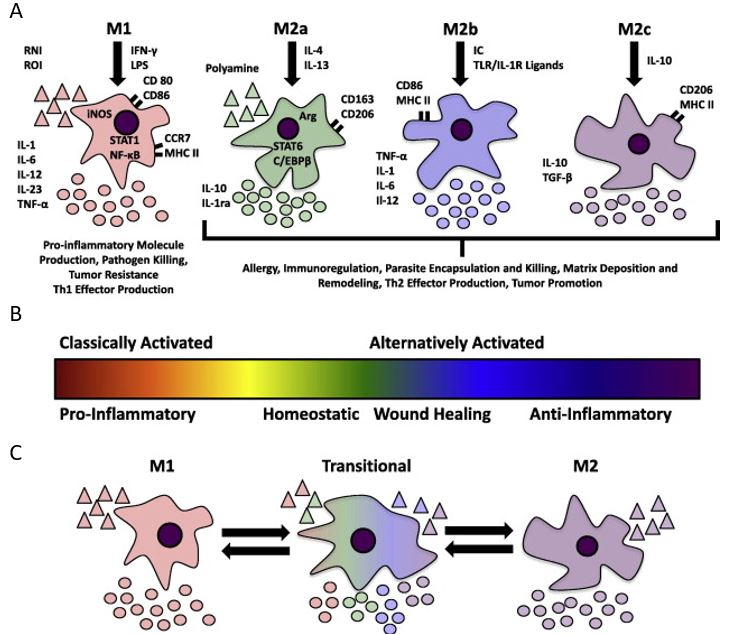 A
M1
RNI
ROI
IFN-γ
LPS
CD 80
CD86
iNOS
STAT1
NF-κB
CCR7
MHC II
IL-1
IL-6
IL-12
IL-23
TNF-α
Pro-inflammatory Molecule
Production, Pathogen Killing,
Tumor Resistance
Th1 Effector Production
M2a
IL-4
IL-13
Polyamine
CD163
CD206
Arg
STAT6
C/EBPβ
IL-10
IL-1ra
M2b
IC
TLR/IL-1R Ligands
CD86
MHC II
TNF-α
IL-1
IL-6
Il-12
M2c
IL-10
CD206
MHC II
IL-10
TGF-β
Allergy, Immunoregulation, Parasite Encapsulation and Killing, Matrix Deposition and
Remodeling, Th2 Effector Production, Tumor Promotion
B
Classically Activated
Alternatively Activated
Pro-Inflammatory
Homeostatic
Wound Healing
Anti-Inflammatory
C
M1
Transitional
M2